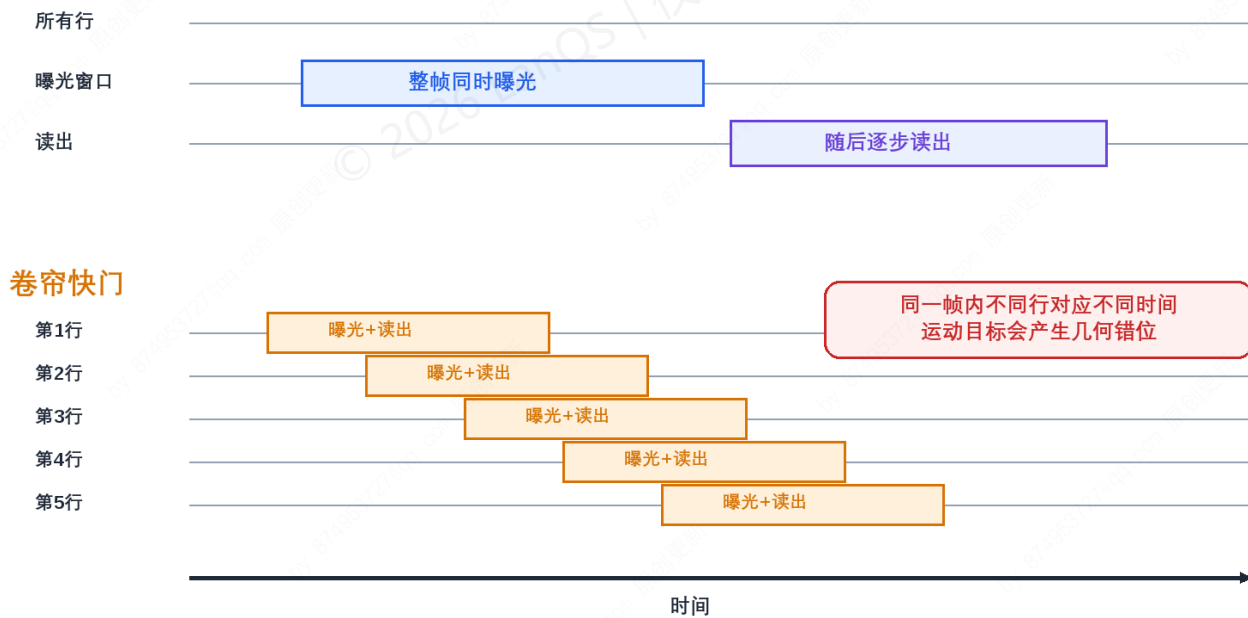 所有行
曝光窗口
整帧同时曝光
读出
随后逐步读出
卷帘快门
同一帧内不同行对应不同时间
运动目标会产生几何错位
第1行
曝光+读出
第2行
曝光+读出
第3行
曝光+读出
第4行
曝光+读出
第5行
曝光+读出
时间